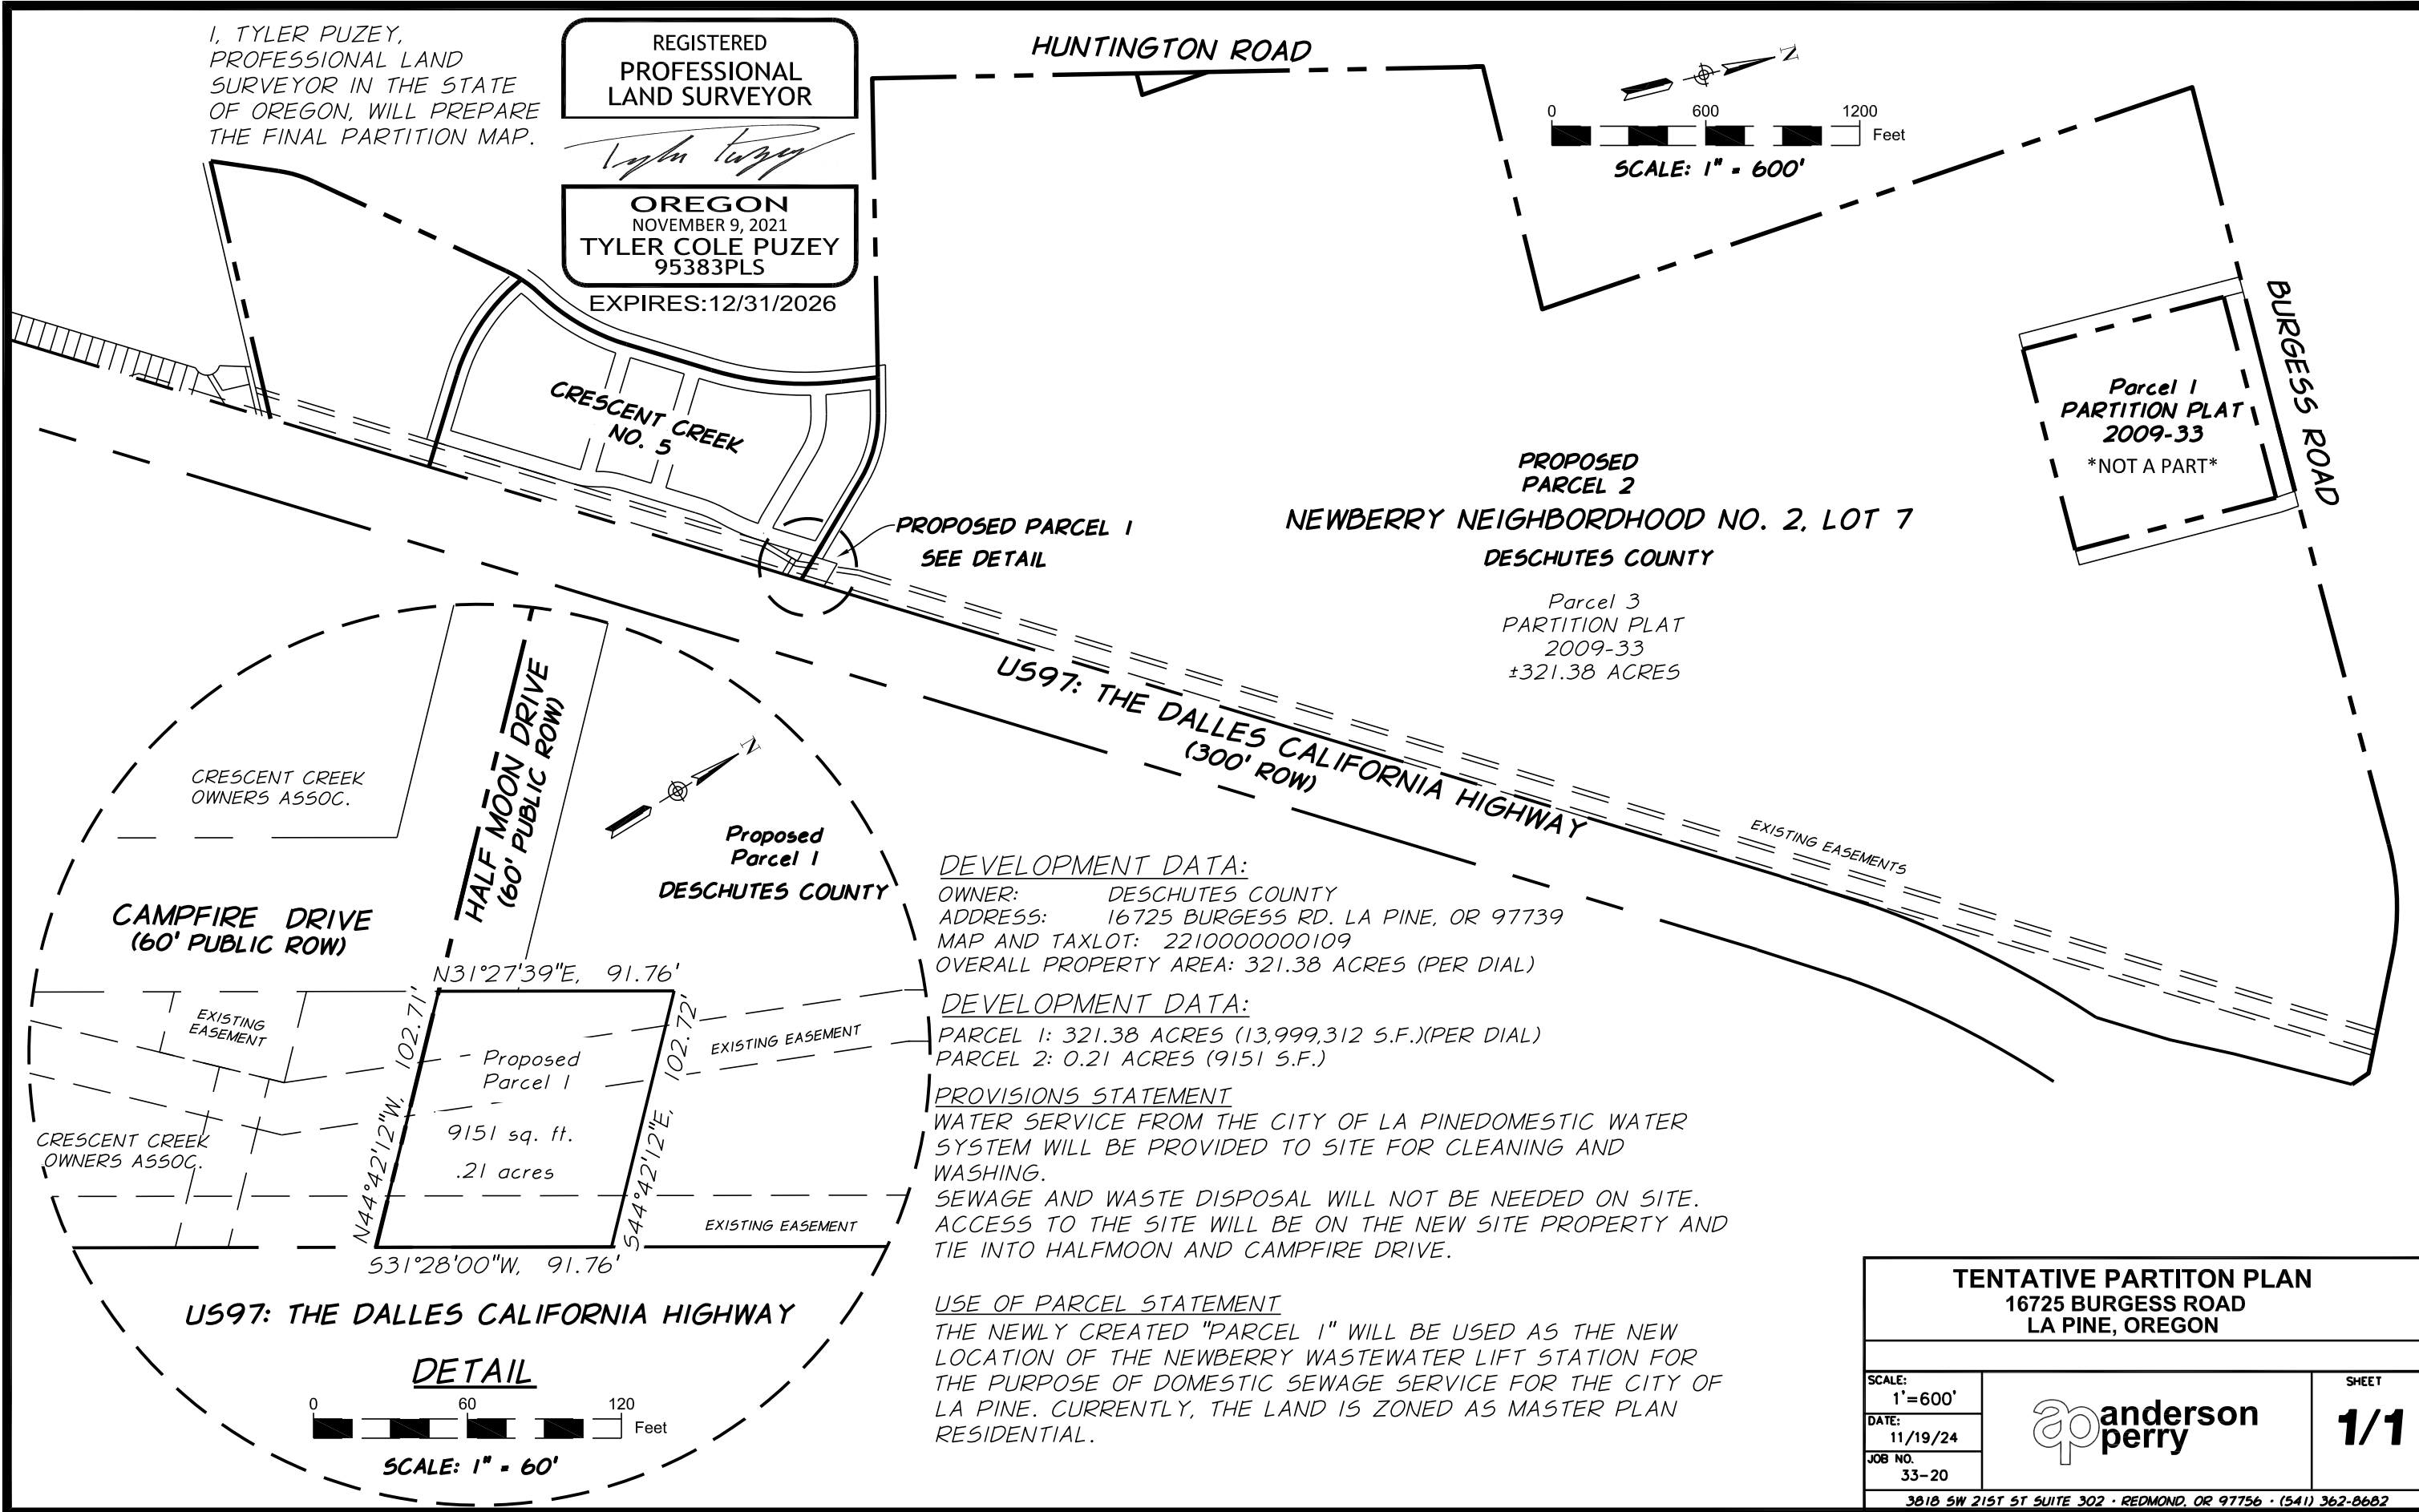 I, TYLER PUZEY,
PROFESSIONAL LAND
SURVEYOR IN THE STATE
OF OREGON, WILL PREPARE
THE FINAL PARTITION MAP.
REGISTERED
PROFESSIONAL
LAND SURVEYOR
Tyler Puzey
OREGON
NOVEMBER 9, 2021
TYLER COLE PUZEY
95383PLS
EXPIRES:12/31/2026
HUNTINGTON ROAD
N
0 600 1200
Feet
SCALE: 1" = 600'
BURGESS ROAD
Parcel 1
PARTITION PLAT
2009-33
*NOT A PART*
CRESCENT CREEK
NO. 5
PROPOSED PARCEL 1
SEE DETAIL
PROPOSED
PARCEL 2
NEWBERRY NEIGHBORDHOOD NO. 2, LOT 7
DESCHUTES COUNTY
Parcel 3
PARTITION PLAT
2009-33
±321.38 ACRES
US97: THE DALLES CALIFORNIA HIGHWAY
(300' ROW)
EXISTING EASEMENTS
HALF MOON DRIVE
(60' PUBLIC ROW)
CRESCENT CREEK
OWNERS ASSOC.
N
Proposed
Parcel 1
DESCHUTES COUNTY
CAMPFIRE DRIVE
(60' PUBLIC ROW)
N31°27'39"E, 91.76'
EXISTING
EASEMENT
N44°42'12"W, 102.71'
Proposed
Parcel 1
9151 sq. ft.
.21 acres
S44°42'12"E, 102.72'
EXISTING EASEMENT
CRESCENT CREEK
OWNERS ASSOC.
EXISTING EASEMENT
S31°28'00"W, 91.76'
US97: THE DALLES CALIFORNIA HIGHWAY
DETAIL
0 60 120
Feet
SCALE: 1" = 60'
DEVELOPMENT DATA:
OWNER: DESCHUTES COUNTY
ADDRESS: 16725 BURGESS RD. LA PINE, OR 97739
MAP AND TAXLOT: 2210000000109
OVERALL PROPERTY AREA: 321.38 ACRES (PER DIAL)
DEVELOPMENT DATA:
PARCEL 1: 321.38 ACRES (13,999,312 S.F.)(PER DIAL)
PARCEL 2: 0.21 ACRES (9151 S.F.)
PROVISIONS STATEMENT
WATER SERVICE FROM THE CITY OF LA PINEDOMESTIC WATER
SYSTEM WILL BE PROVIDED TO SITE FOR CLEANING AND
WASHING.
SEWAGE AND WASTE DISPOSAL WILL NOT BE NEEDED ON SITE.
ACCESS TO THE SITE WILL BE ON THE NEW SITE PROPERTY AND
TIE INTO HALFMOON AND CAMPFIRE DRIVE.
USE OF PARCEL STATEMENT
THE NEWLY CREATED "PARCEL 1" WILL BE USED AS THE NEW
LOCATION OF THE NEWBERRY WASTEWATER LIFT STATION FOR
THE PURPOSE OF DOMESTIC SEWAGE SERVICE FOR THE CITY OF
LA PINE. CURRENTLY, THE LAND IS ZONED AS MASTER PLAN
RESIDENTIAL.
TENTATIVE PARTITON PLAN
16725 BURGESS ROAD
LA PINE, OREGON
SCALE:
1'=600'
DATE:
11/19/24
JOB NO.
33-20
ap anderson
perry
SHEET
1/1
3818 SW 21ST ST SUITE 302 · REDMOND, OR 97756 · (541) 362-8682